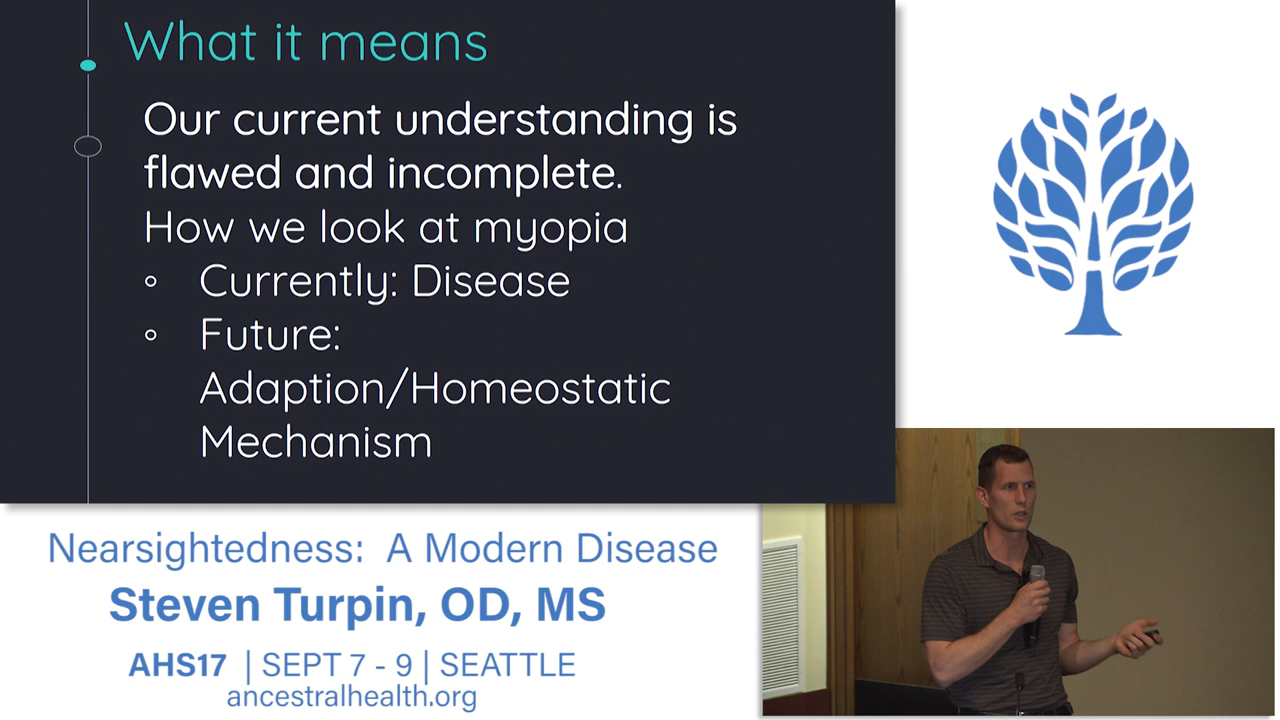 What it means
Our current understanding is
flawed and incomplete.
How we look at myopia
◦ Currently: Disease
◦ Future:
Adaption/Homeostatic
Mechanism
Nearsightedness: A Modern Disease
Steven Turpin, OD, MS
AHS17 | SEPT 7 - 9 | SEATTLE
ancestralhealth.org